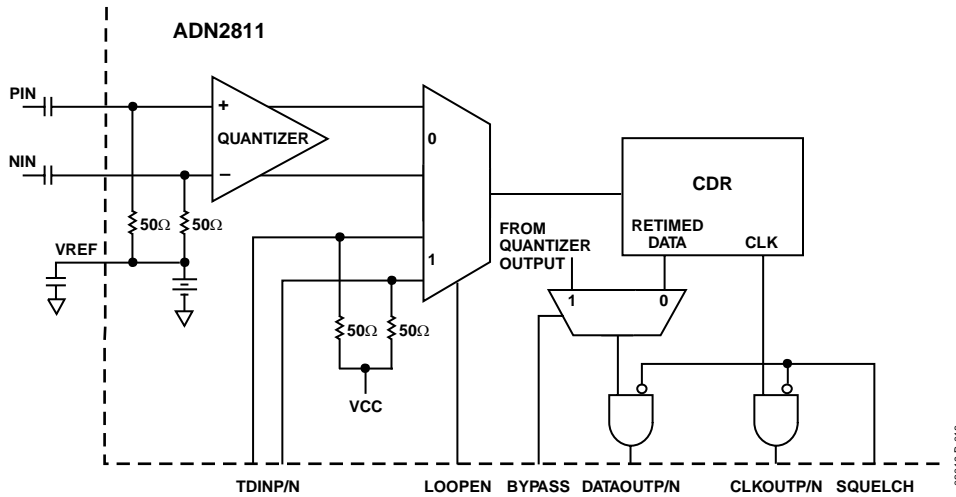 ADN2811
PIN
+
QUANTIZER
NIN
−
0
50Ω
50Ω
VREF
1
CDR
RETIMED
DATA
CLK
FROM
QUANTIZER
OUTPUT
1
0
50Ω
50Ω
VCC
TDINP/N
LOOPEN
BYPASS
DATAOUTP/N
CLKOUTP/N
SQUELCH